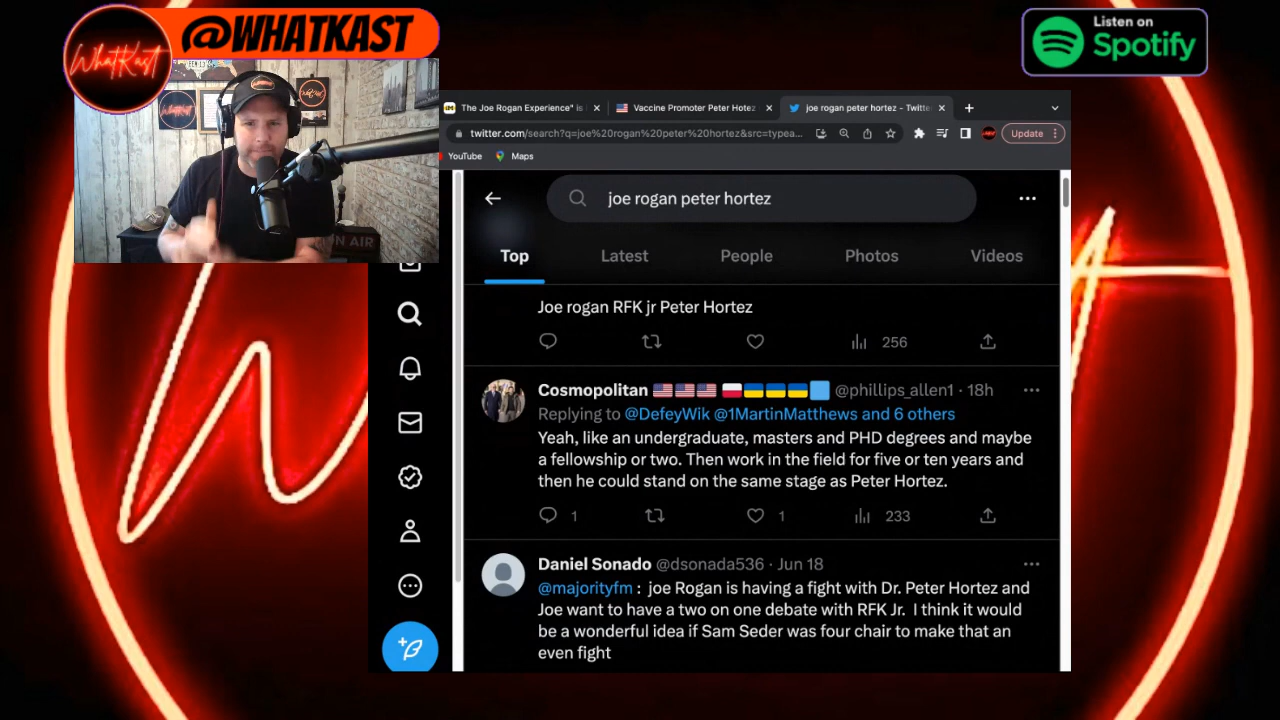 @WHATKAST
WhatKast
Listen on
Spotify
ON AIR
The Joe Rogan Experience" is
Vaccine Promoter Peter Hotez
joe rogan peter hortez - Twitte
twitter.com/search?q=joe%20rogan%20peter%20hortez&src=typea...
Update
YouTube
Maps
joe rogan peter hortez
Top
Latest
People
Photos
Videos
Joe rogan RFK jr Peter Hortez
256
Cosmopolitan 🇺🇸🇺🇸🇺🇸 🇵🇱🇺🇦🇺🇦🇺🇦🟦 @phillips_allen1 · 18h
Replying to @DefeyWik @1MartinMatthews and 6 others
Yeah, like an undergraduate, masters and PHD degrees and maybe
a fellowship or two. Then work in the field for five or ten years and
then he could stand on the same stage as Peter Hortez.
1
1
233
Daniel Sonado @dsonada536 · Jun 18
@majorityfm : joe Rogan is having a fight with Dr. Peter Hortez and
Joe want to have a two on one debate with RFK Jr. I think it would
be a wonderful idea if Sam Seder was four chair to make that an
even fight